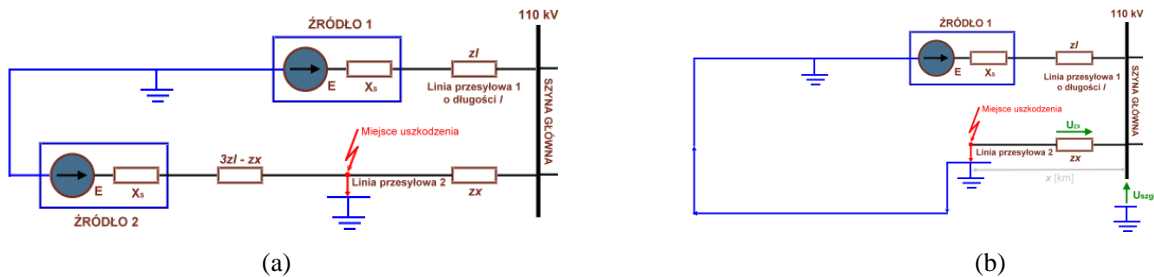 110 kV
ŹRÓDŁO 1
E
Xs
zl
Linia przesyłowa 1
o długości l
SZYNA GŁÓWNA
Miejsce uszkodzenia
3zl - zx
E
Xs
Linia przesyłowa 2
zx
ŹRÓDŁO 2
(a)
110 kV
ŹRÓDŁO 1
E
Xs
zl
Linia przesyłowa 1
o długości l
SZYNA GŁÓWNA
Miejsce uszkodzenia
Uzx
Linia przesyłowa 2
zx
x [km]
Uszg
(b)